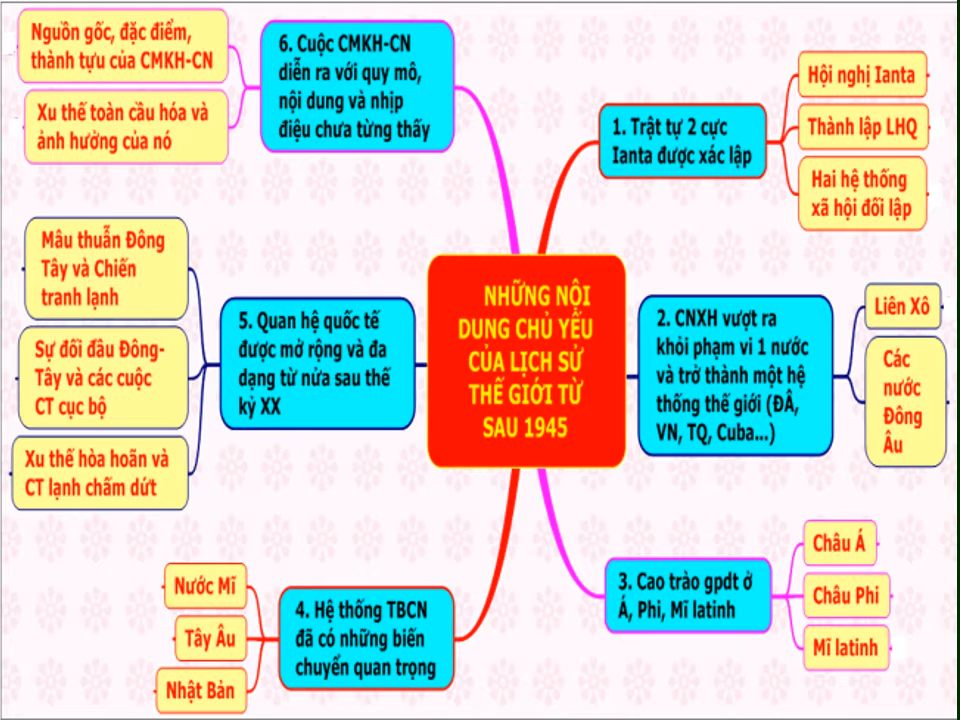 NHỮNG NỘI
DUNG CHỦ YẾU
CỦA LỊCH SỬ
THẾ GIỚI TỪ
SAU 1945
1. Trật tự 2 cực
Ianta được xác lập
Hội nghị Ianta
Thành lập LHQ
Hai hệ thống
xã hội đối lập
2. CNXH vượt ra
khỏi phạm vi 1 nước
và trở thành một hệ
thống thế giới (ĐÂ,
VN, TQ, Cuba...)
Liên Xô
Các
nước
Đông
Âu
3. Cao trào gpdt ở
Á, Phi, Mĩ latinh
Châu Á
Châu Phi
Mĩ latinh
4. Hệ thống TBCN
đã có những biến
chuyển quan trọng
Nước Mĩ
Tây Âu
Nhật Bản
5. Quan hệ quốc tế
được mở rộng và đa
dạng từ nửa sau thế
kỷ XX
Mâu thuẫn Đông
Tây và Chiến
tranh lạnh
Sự đối đầu Đông-
Tây và các cuộc
CT cục bộ
Xu thế hòa hoãn và
CT lạnh chấm dứt
6. Cuộc CMKH-CN
diễn ra với quy mô,
nội dung và nhịp
điệu chưa từng thấy
Nguồn gốc, đặc điểm,
thành tựu của CMKH-CN
Xu thế toàn cầu hóa và
ảnh hưởng của nó